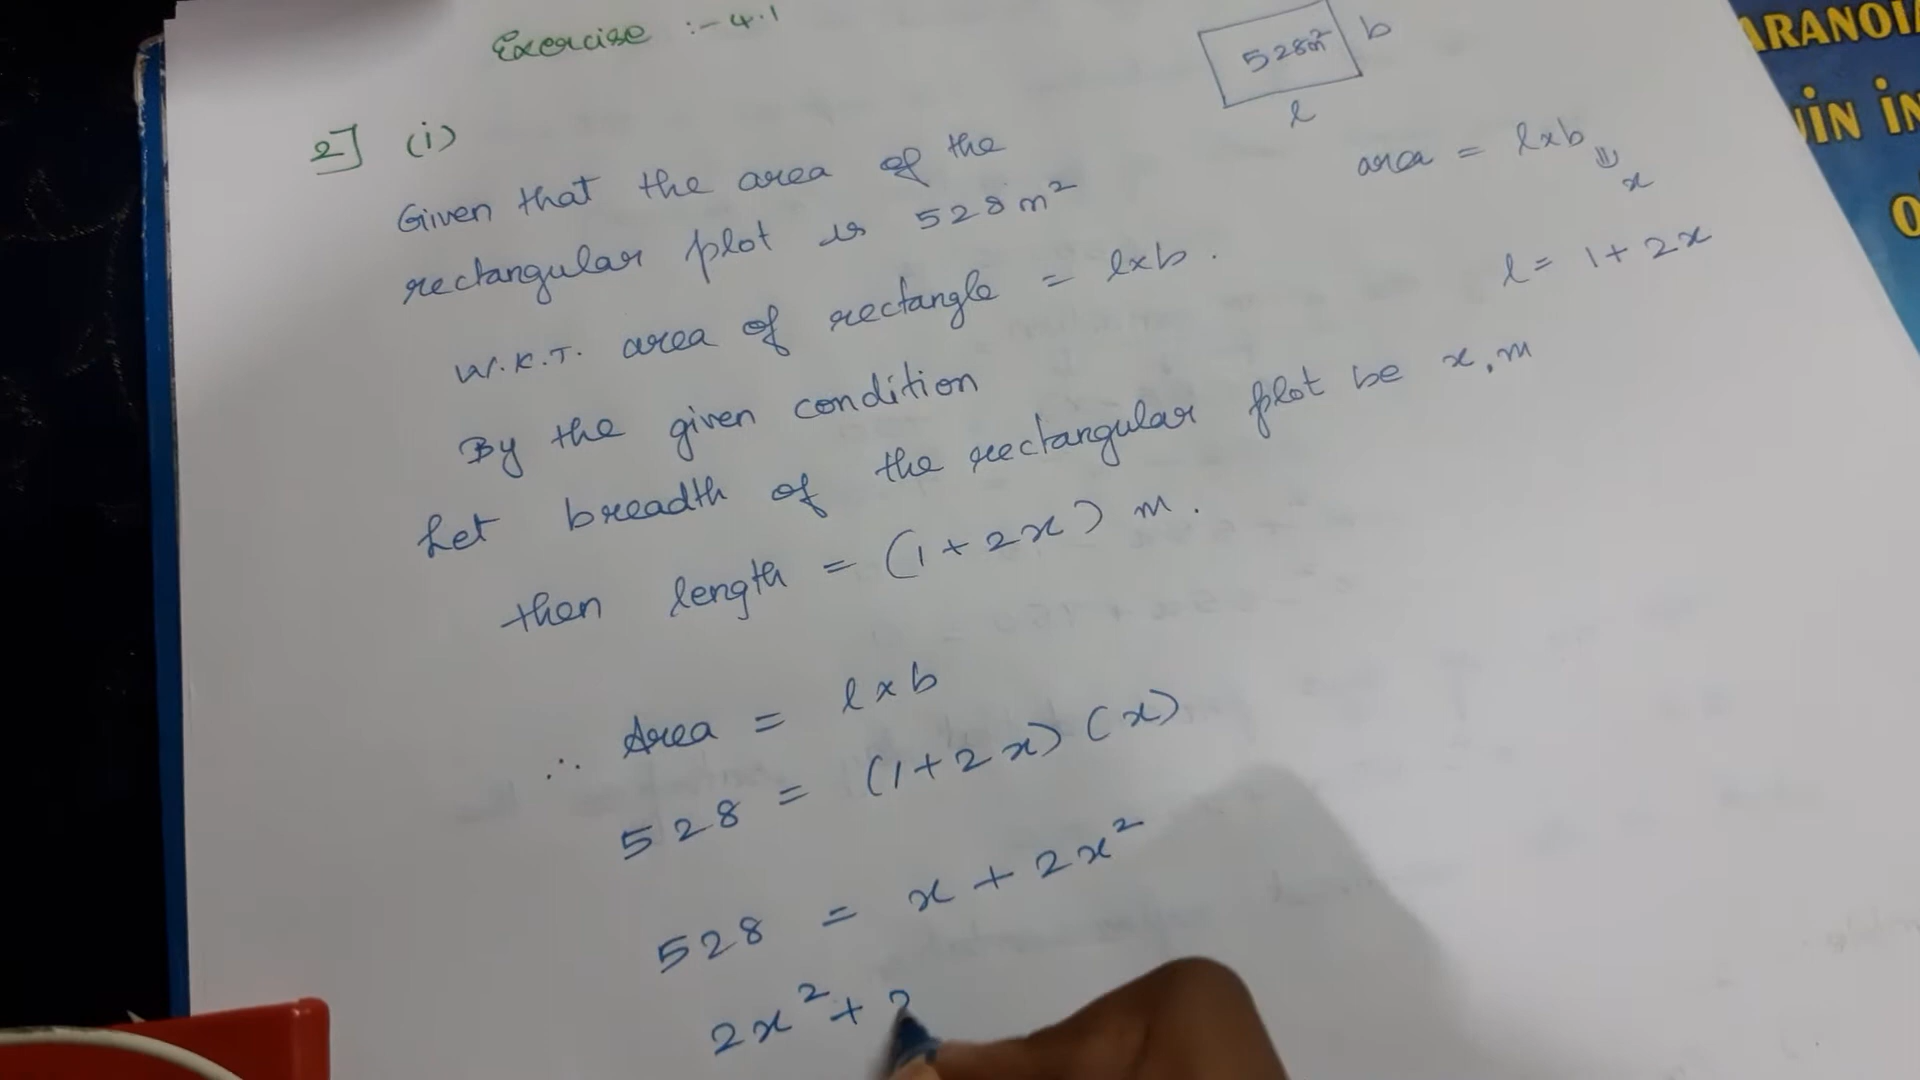 Exercise :- 4.1
528m² b
l
area = l×b
x
l = 1 + 2x
2] (i)
Given that the area of the
rectangular plot is 528 m²
W.K.T. area of rectangle = l×b.
By the given condition
Let breadth of the rectangular plot be x, m
then length = (1 + 2x) m.
∴ Area = l×b
528 = (1+2x) (x)
528 = x + 2x²
2x² +
ARANOI
IN
O